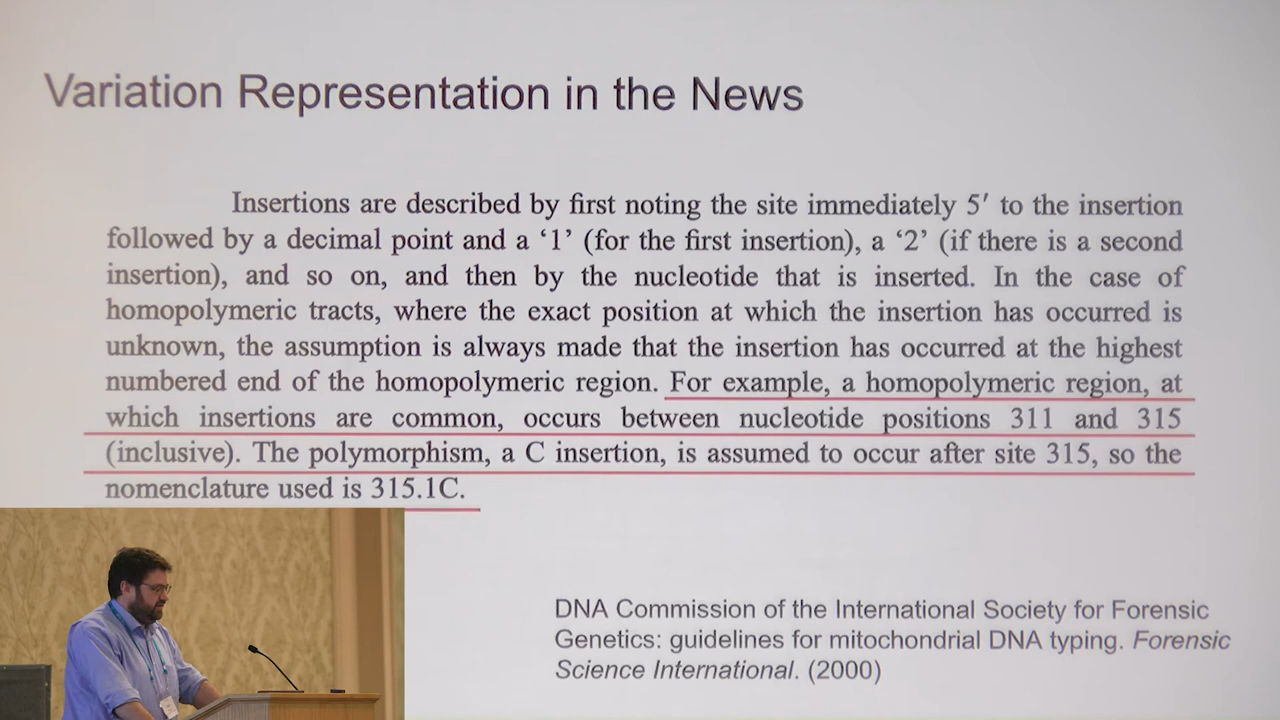 Variation Representation in the News
Insertions are described by first noting the site immediately 5′ to the insertion
followed by a decimal point and a ‘1’ (for the first insertion), a ‘2’ (if there is a second
insertion), and so on, and then by the nucleotide that is inserted. In the case of
homopolymeric tracts, where the exact position at which the insertion has occurred is
unknown, the assumption is always made that the insertion has occurred at the highest
numbered end of the homopolymeric region. For example, a homopolymeric region, at
which insertions are common, occurs between nucleotide positions 311 and 315
(inclusive). The polymorphism, a C insertion, is assumed to occur after site 315, so the
nomenclature used is 315.1C.
DNA Commission of the International Society for Forensic
Genetics: guidelines for mitochondrial DNA typing. Forensic
Science International. (2000)